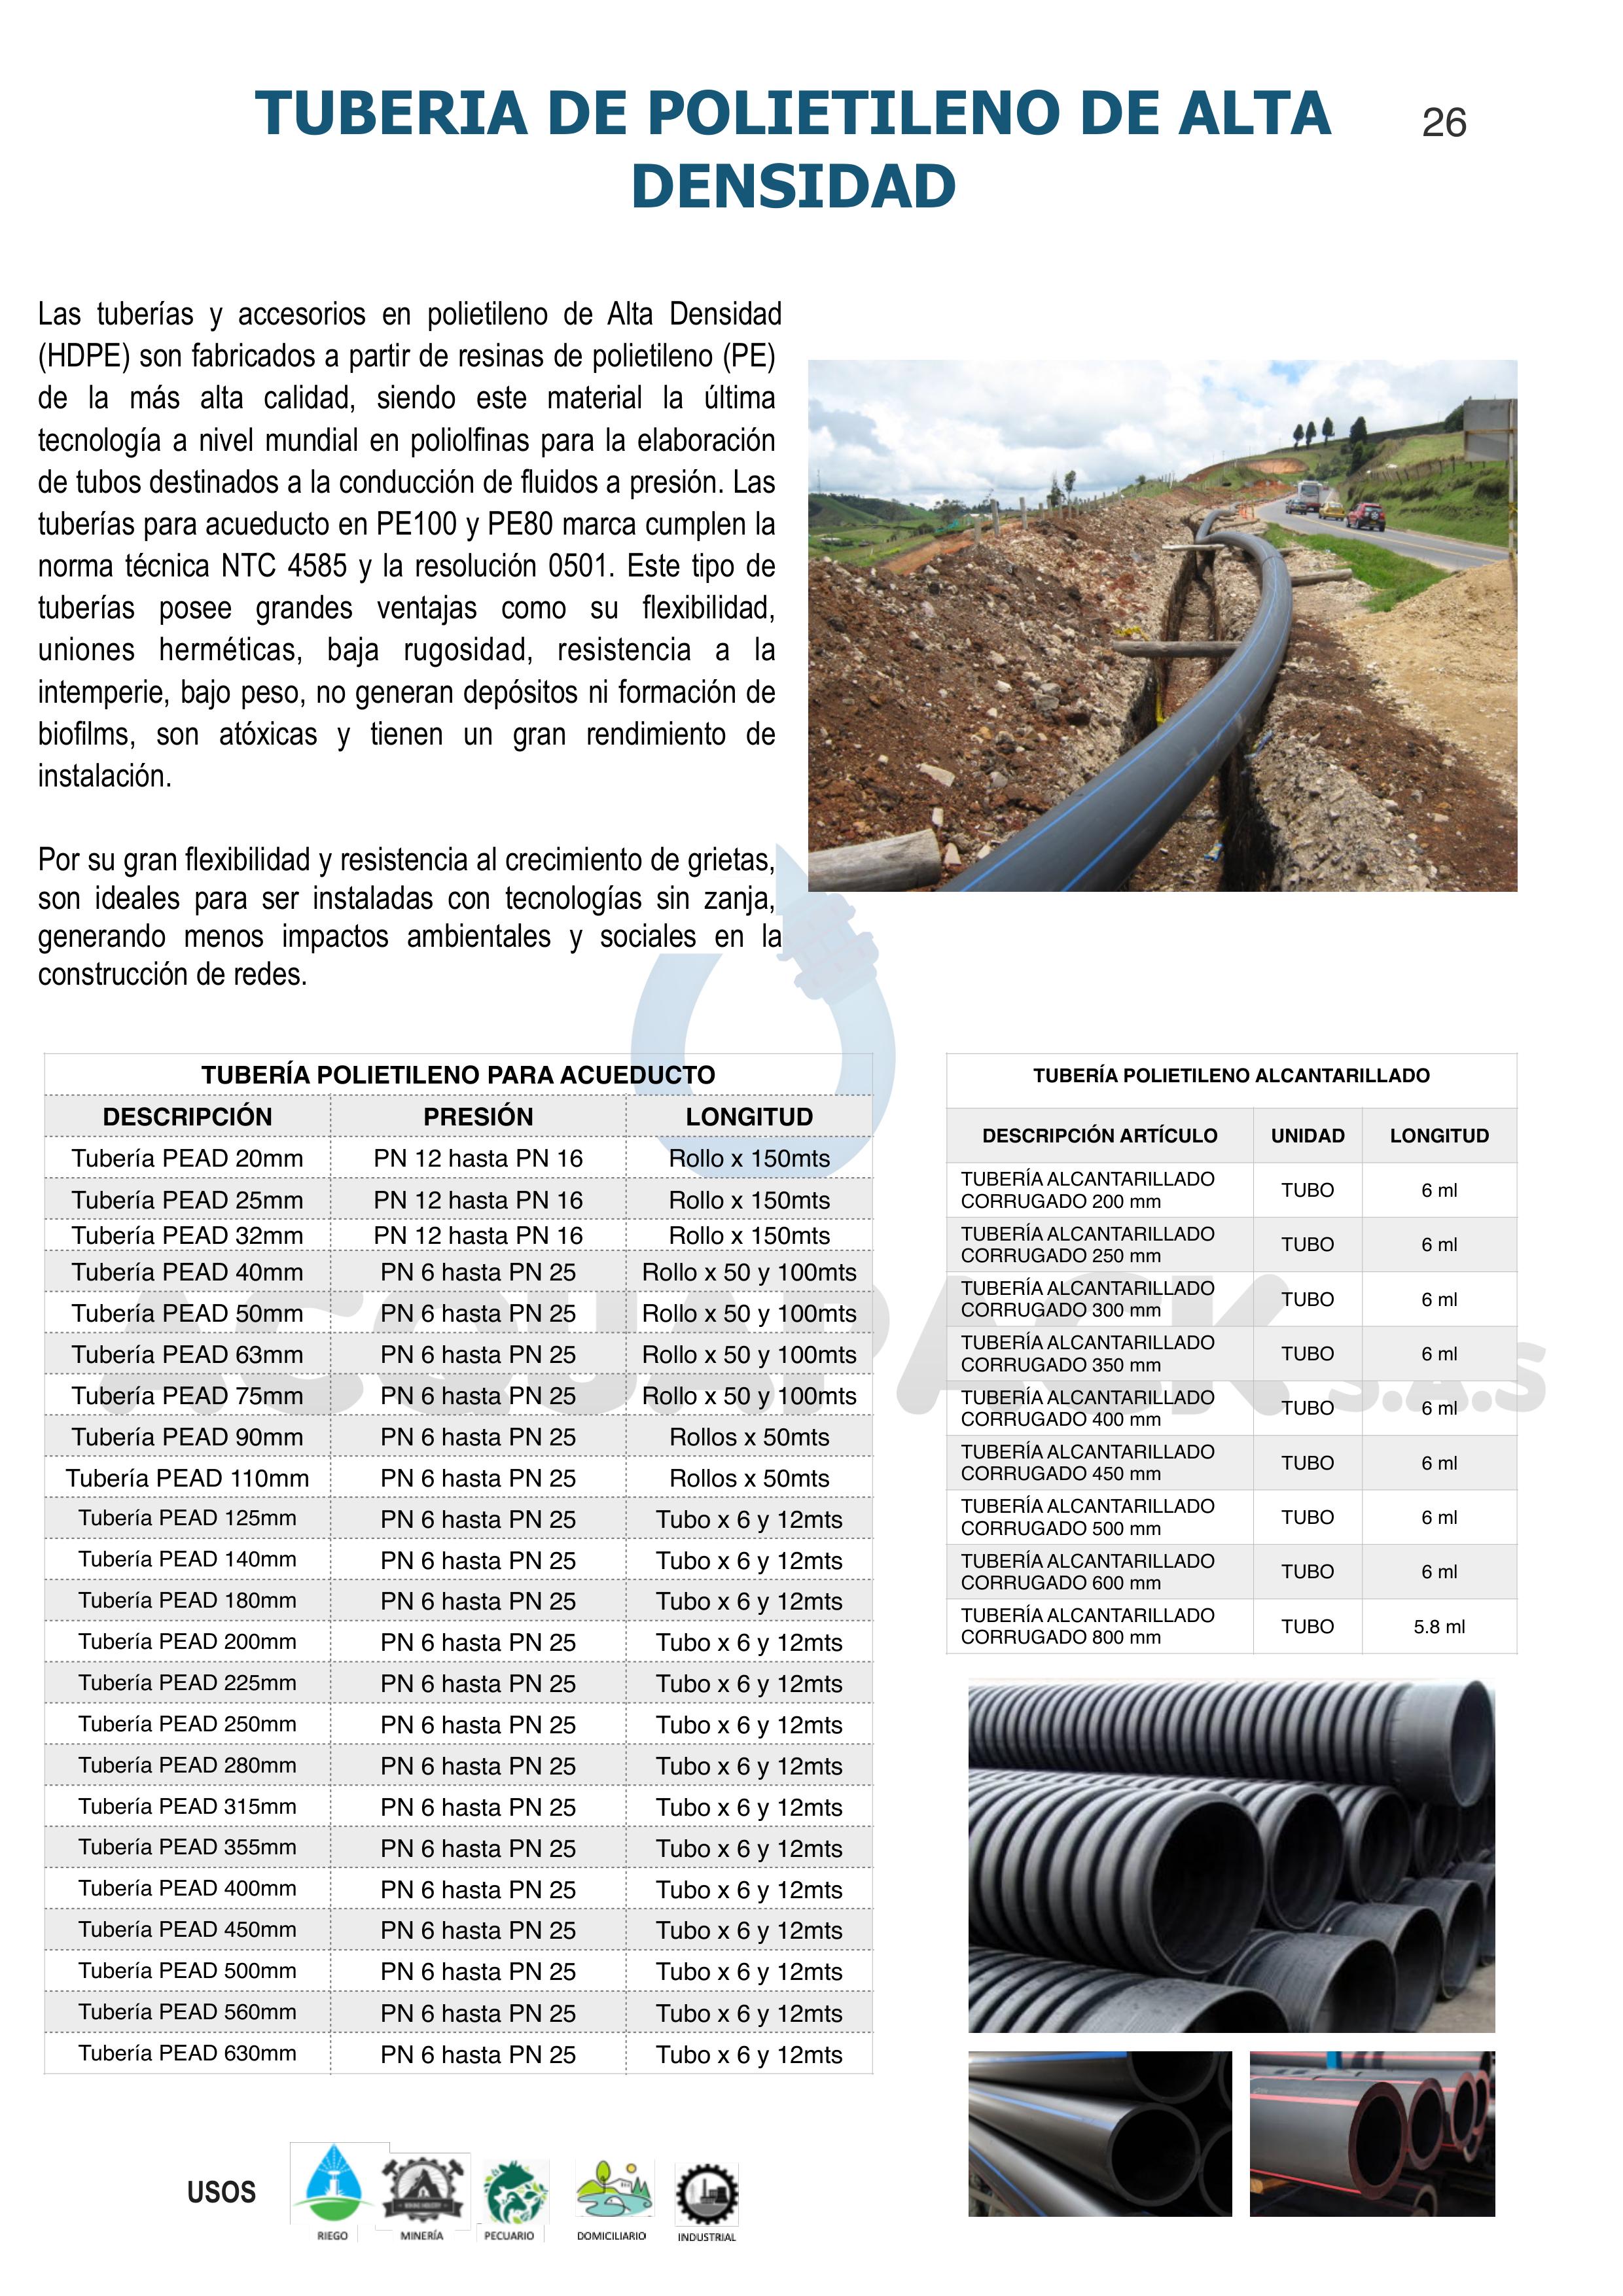 TUBERIA DE POLIETILENO DE ALTA
DENSIDAD
26
Las tuberías y accesorios en polietileno de Alta Densidad
(HDPE) son fabricados a partir de resinas de polietileno (PE)
de la más alta calidad, siendo este material la última
tecnología a nivel mundial en poliolfinas para la elaboración
de tubos destinados a la conducción de fluidos a presión. Las
tuberías para acueducto en PE100 y PE80 marca cumplen la
norma técnica NTC 4585 y la resolución 0501. Este tipo de
tuberías posee grandes ventajas como su flexibilidad,
uniones herméticas, baja rugosidad, resistencia a la
intemperie, bajo peso, no generan depósitos ni formación de
biofilms, son atóxicas y tienen un gran rendimiento de
instalación.
Por su gran flexibilidad y resistencia al crecimiento de grietas,
son ideales para ser instaladas con tecnologías sin zanja,
generando menos impactos ambientales y sociales en la
construcción de redes.
TUBERÍA POLIETILENO PARA ACUEDUCTO
DESCRIPCIÓN PRESIÓN LONGITUD
Tubería PEAD 20mm PN 12 hasta PN 16 Rollo x 150mts
Tubería PEAD 25mm PN 12 hasta PN 16 Rollo x 150mts
Tubería PEAD 32mm PN 12 hasta PN 16 Rollo x 150mts
Tubería PEAD 40mm PN 6 hasta PN 25 Rollo x 50 y 100mts
Tubería PEAD 50mm PN 6 hasta PN 25 Rollo x 50 y 100mts
Tubería PEAD 63mm PN 6 hasta PN 25 Rollo x 50 y 100mts
Tubería PEAD 75mm PN 6 hasta PN 25 Rollo x 50 y 100mts
Tubería PEAD 90mm PN 6 hasta PN 25 Rollos x 50mts
Tubería PEAD 110mm PN 6 hasta PN 25 Rollos x 50mts
Tubería PEAD 125mm PN 6 hasta PN 25 Tubo x 6 y 12mts
Tubería PEAD 140mm PN 6 hasta PN 25 Tubo x 6 y 12mts
Tubería PEAD 180mm PN 6 hasta PN 25 Tubo x 6 y 12mts
Tubería PEAD 200mm PN 6 hasta PN 25 Tubo x 6 y 12mts
Tubería PEAD 225mm PN 6 hasta PN 25 Tubo x 6 y 12mts
Tubería PEAD 250mm PN 6 hasta PN 25 Tubo x 6 y 12mts
Tubería PEAD 280mm PN 6 hasta PN 25 Tubo x 6 y 12mts
Tubería PEAD 315mm PN 6 hasta PN 25 Tubo x 6 y 12mts
Tubería PEAD 355mm PN 6 hasta PN 25 Tubo x 6 y 12mts
Tubería PEAD 400mm PN 6 hasta PN 25 Tubo x 6 y 12mts
Tubería PEAD 450mm PN 6 hasta PN 25 Tubo x 6 y 12mts
Tubería PEAD 500mm PN 6 hasta PN 25 Tubo x 6 y 12mts
Tubería PEAD 560mm PN 6 hasta PN 25 Tubo x 6 y 12mts
Tubería PEAD 630mm PN 6 hasta PN 25 Tubo x 6 y 12mts
TUBERÍA POLIETILENO ALCANTARILLADO
DESCRIPCIÓN ARTÍCULO UNIDAD LONGITUD
TUBERÍA ALCANTARILLADO
CORRUGADO 200 mm TUBO 6 ml
TUBERÍA ALCANTARILLADO
CORRUGADO 250 mm TUBO 6 ml
TUBERÍA ALCANTARILLADO
CORRUGADO 300 mm TUBO 6 ml
TUBERÍA ALCANTARILLADO
CORRUGADO 350 mm TUBO 6 ml
TUBERÍA ALCANTARILLADO
CORRUGADO 400 mm TUBO 6 ml
TUBERÍA ALCANTARILLADO
CORRUGADO 450 mm TUBO 6 ml
TUBERÍA ALCANTARILLADO
CORRUGADO 500 mm TUBO 6 ml
TUBERÍA ALCANTARILLADO
CORRUGADO 600 mm TUBO 6 ml
TUBERÍA ALCANTARILLADO
CORRUGADO 800 mm TUBO 5.8 ml
ACQUAPACK S.A.S
USOS
MINING INDUSTRY
RIEGO MINERÍA PECUARIO DOMICILIARIO INDUSTRIAL